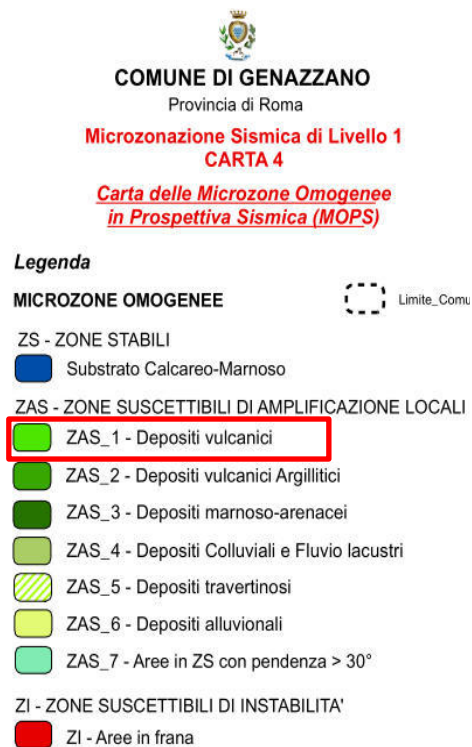 COMUNE DI GENAZZANO
Provincia di Roma
Microzonazione Sismica di Livello 1
CARTA 4
Carta delle Microzone Omogenee
in Prospettiva Sismica (MOPS)
Legenda
MICROZONE OMOGENEE
Limite_Comu
ZS - ZONE STABILI
Substrato Calcareo-Marnoso
ZAS - ZONE SUSCETTIBILI DI AMPLIFICAZIONE LOCALI
ZAS_1 - Depositi vulcanici
ZAS_2 - Depositi vulcanici Argillitici
ZAS_3 - Depositi marnoso-arenacei
ZAS_4 - Depositi Colluviali e Fluvio lacustri
ZAS_5 - Depositi travertinosi
ZAS_6 - Depositi alluvionali
ZAS_7 - Aree in ZS con pendenza > 30°
ZI - ZONE SUSCETTIBILI DI INSTABILITA'
ZI - Aree in frana